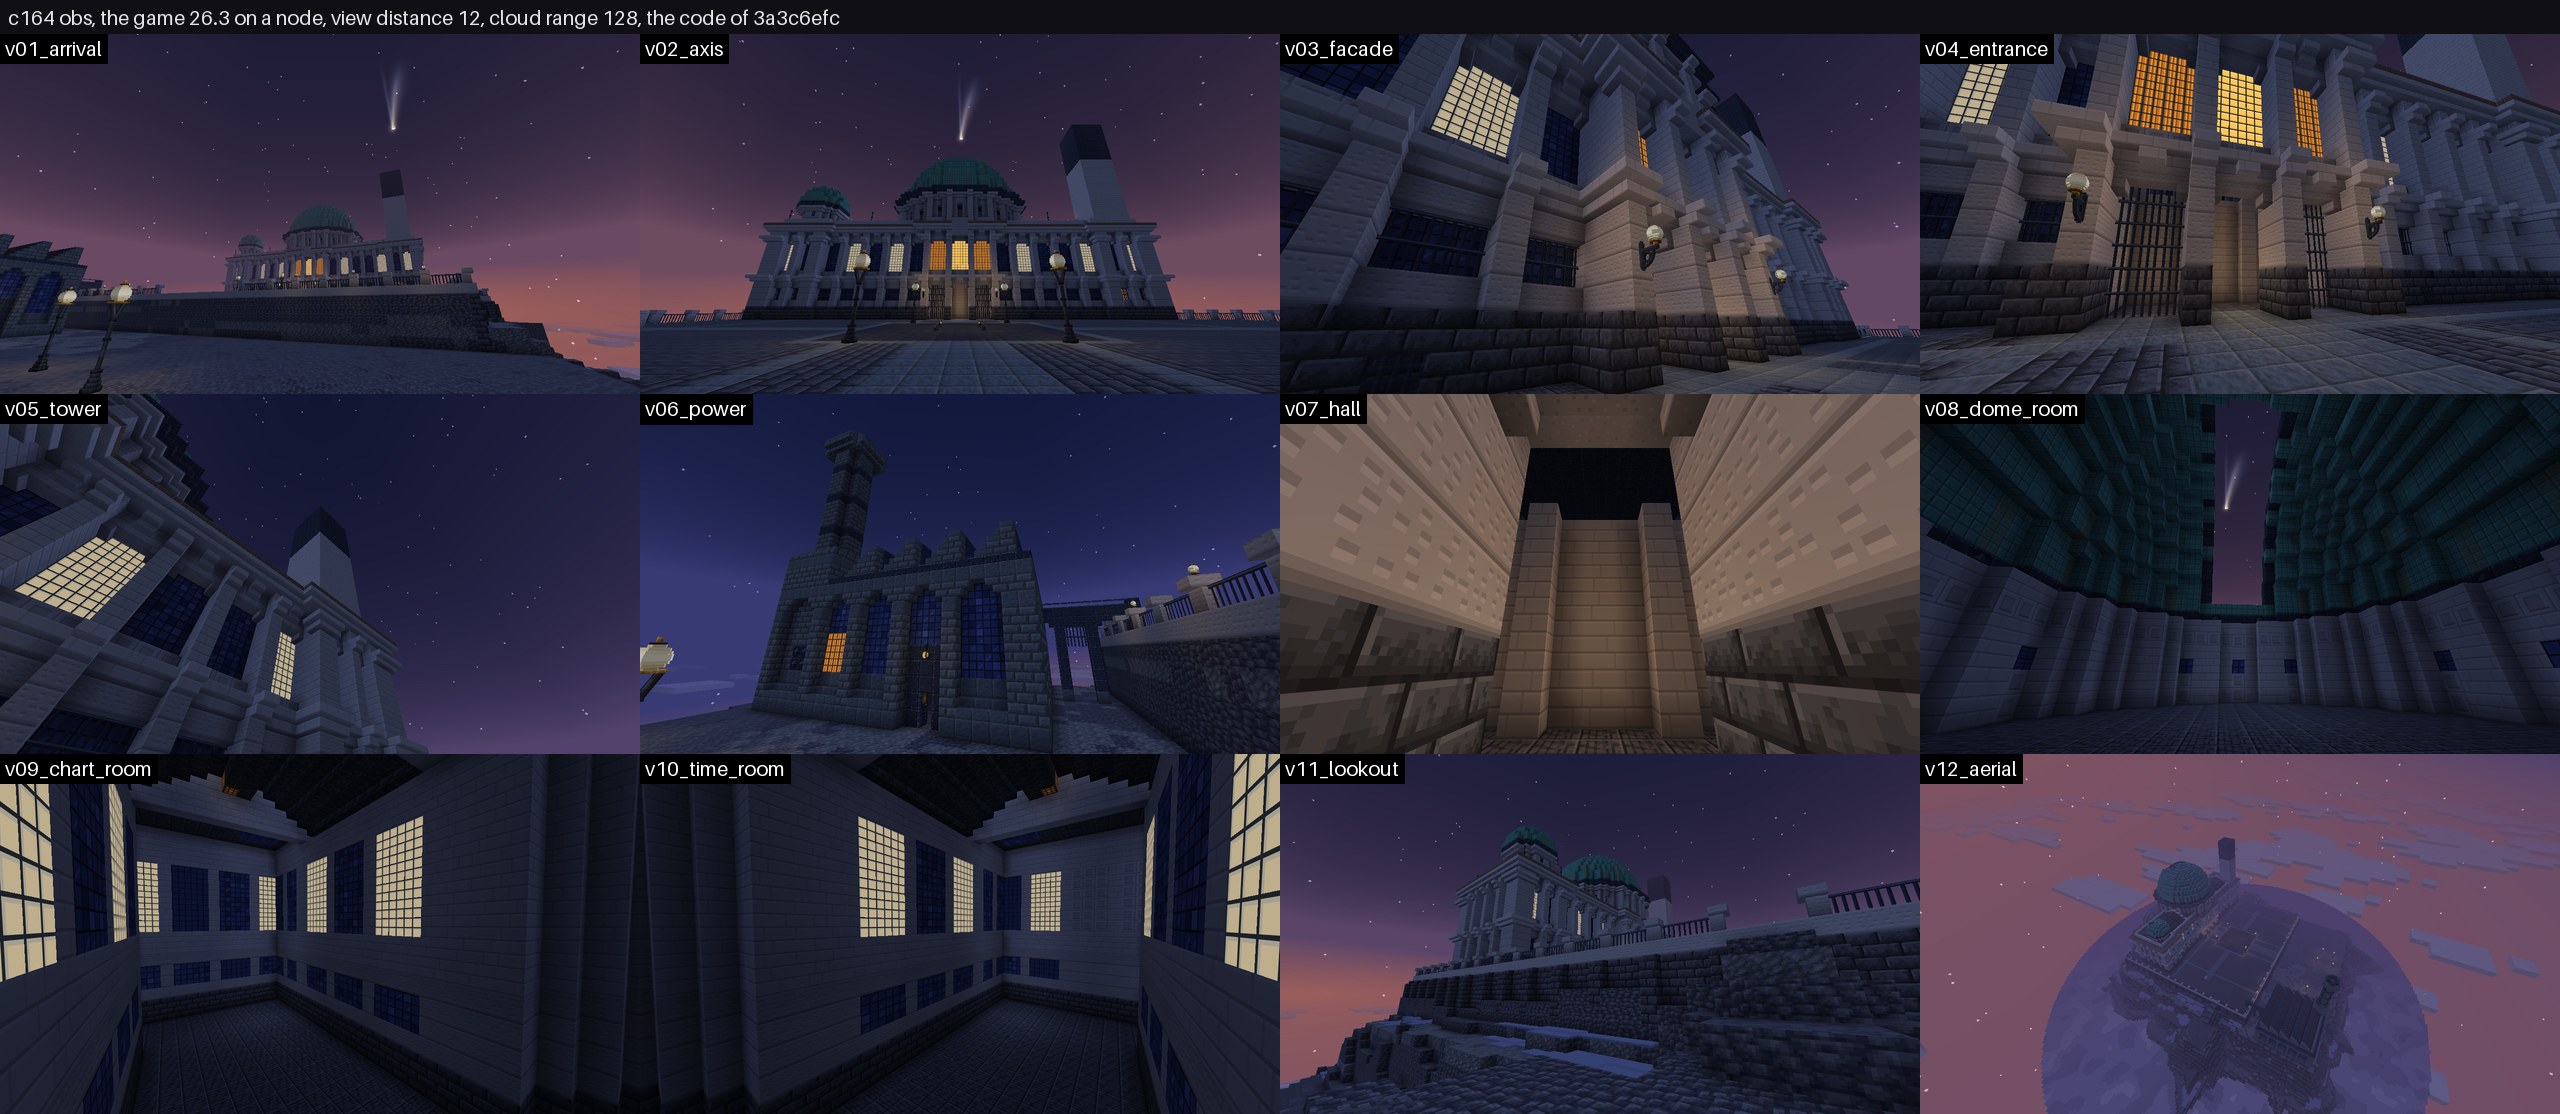 c164 obs, the game 26.3 on a node, view distance 12, cloud range 128, the code of 3a3c6efc
v01_arrival
v02_axis
v03_facade
v04_entrance
v05_tower
v06_power
v07_hall
v08_dome_room
v09_chart_room
v10_time_room
v11_lookout
v12_aerial